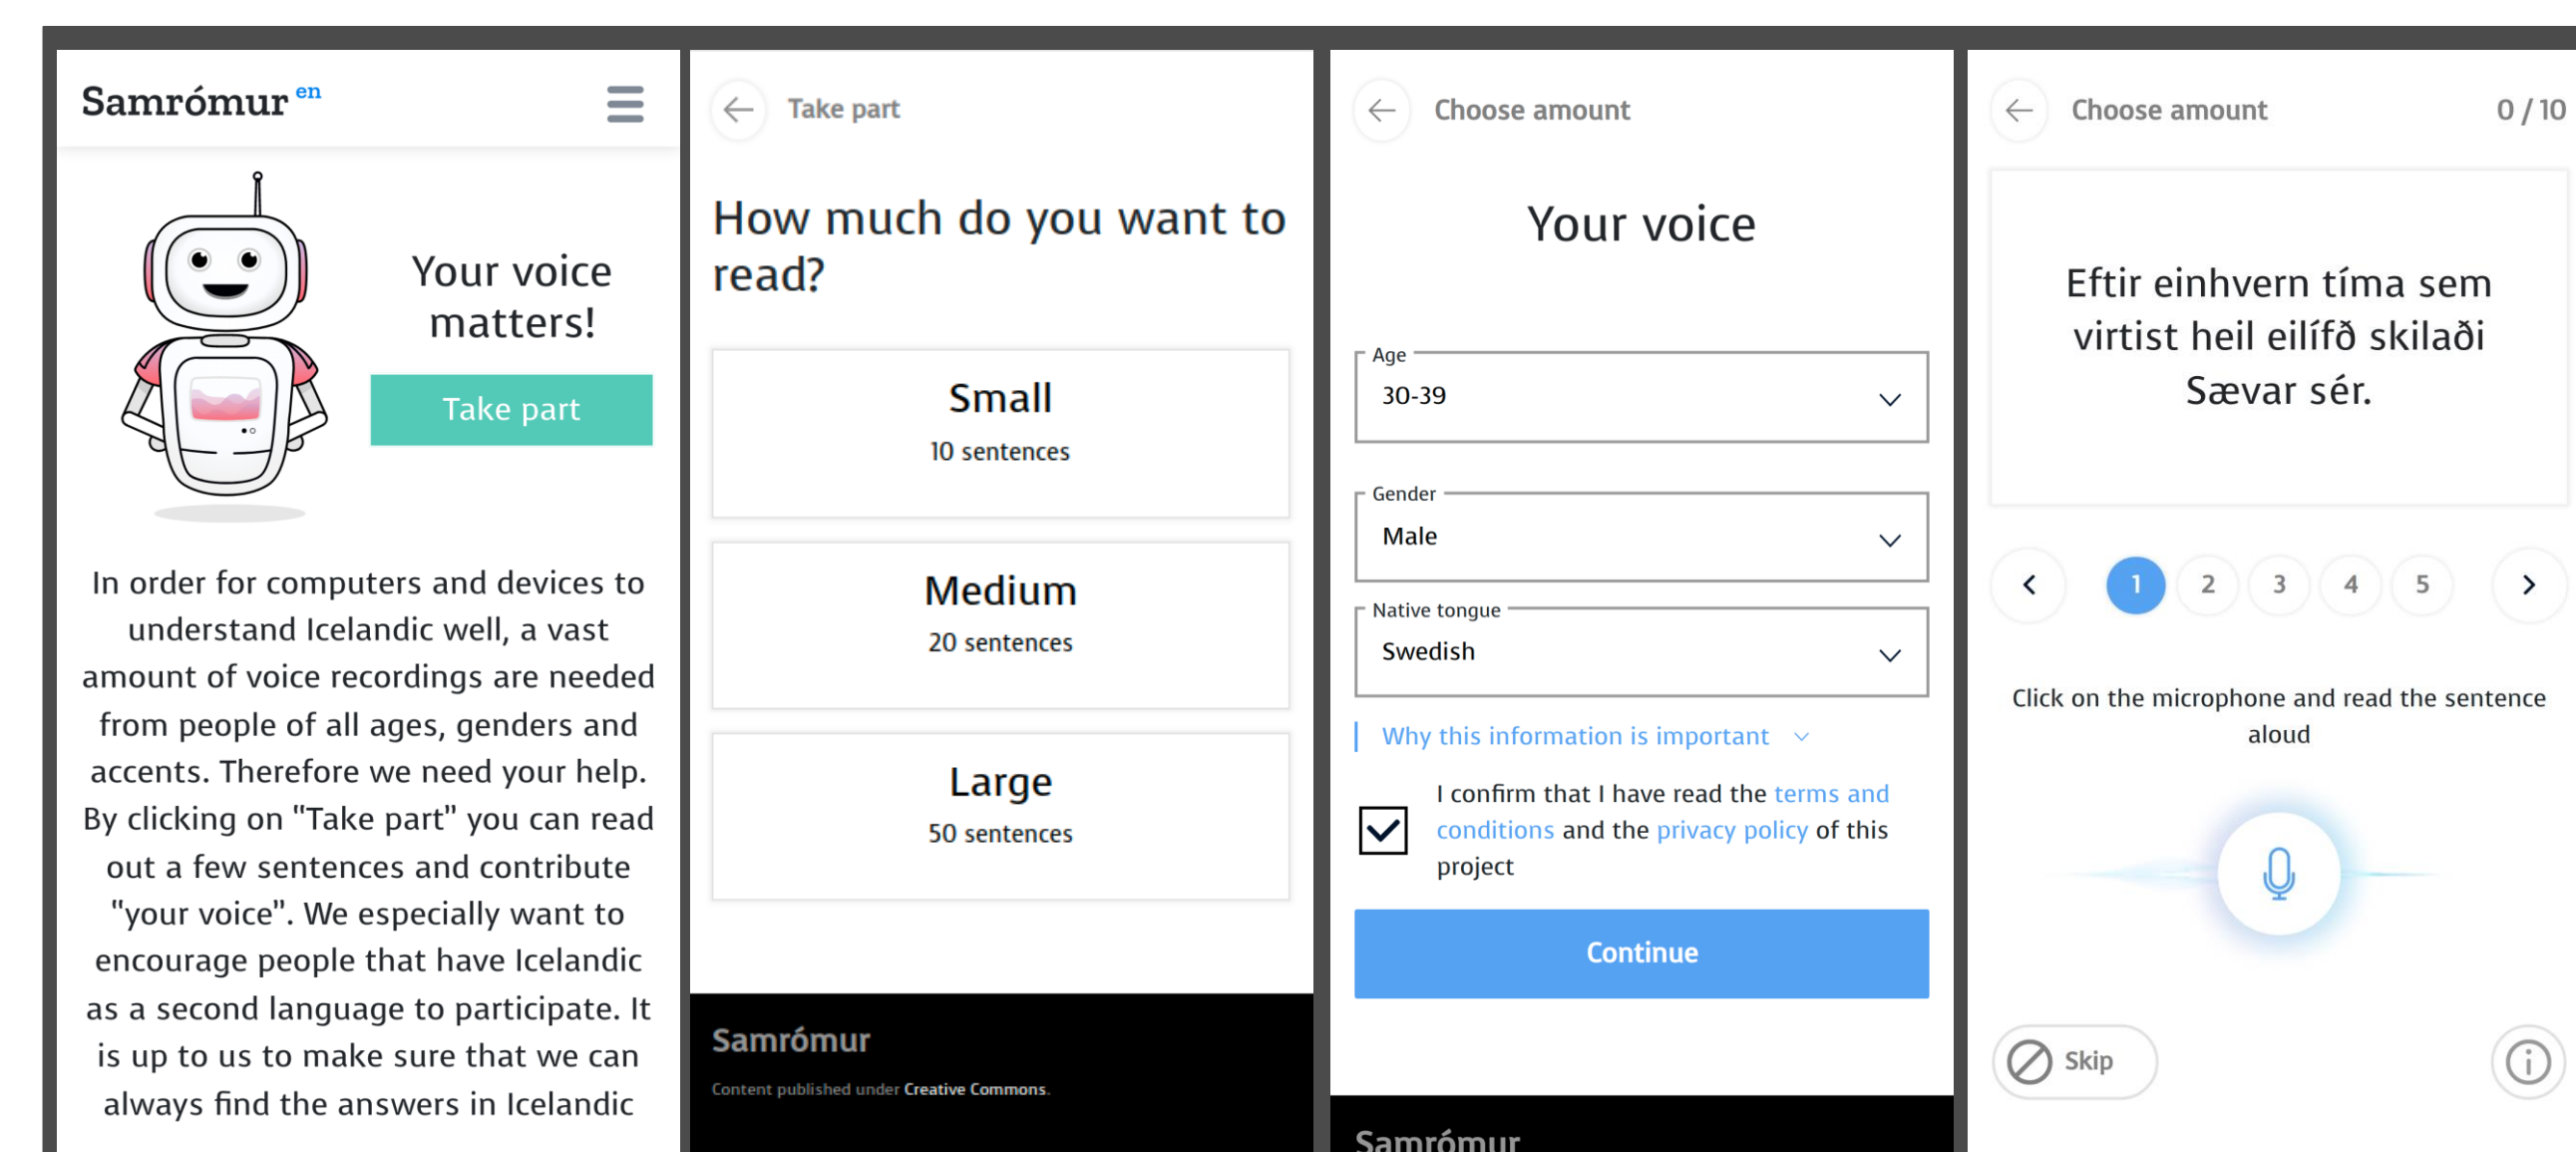 Samrómur en
Your voice
matters!
Take part
In order for computers and devices to
understand Icelandic well, a vast
amount of voice recordings are needed
from people of all ages, genders and
accents. Therefore we need your help.
By clicking on "Take part" you can read
out a few sentences and contribute
"your voice". We especially want to
encourage people that have Icelandic
as a second language to participate. It
is up to us to make sure that we can
always find the answers in Icelandic
Take part
How much do you want to
read?
Small
10 sentences
Medium
20 sentences
Large
50 sentences
Samrómur
Content published under Creative Commons.
Choose amount
Your voice
Age
30-39
Gender
Male
Native tongue
Swedish
Why this information is important
I confirm that I have read the terms and
conditions and the privacy policy of this
project
Continue
Samrómur
Choose amount 0 / 10
Eftir einhvern tíma sem
virtist heil eilífð skilaði
Sævar sér.
1 2 3 4 5
Click on the microphone and read the sentence
aloud
Skip